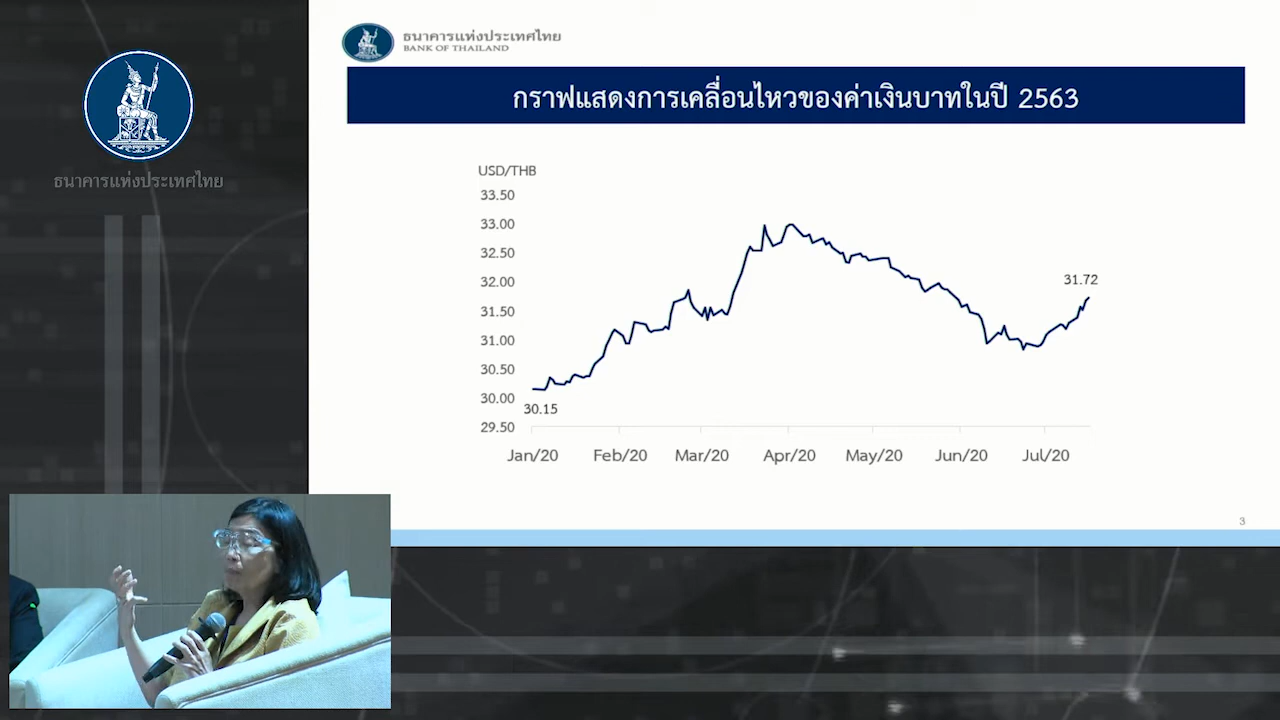 ธนาคารแห่งประเทศไทย
ธนาคารแห่งประเทศไทย
BANK OF THAILAND
กราฟแสดงการเคลื่อนไหวของค่าเงินบาทในปี 2563
USD/THB
33.50
33.00
32.50
32.00
31.50
31.00
30.50
30.00
29.50
30.15
31.72
Jan/20 Feb/20 Mar/20 Apr/20 May/20 Jun/20 Jul/20
3